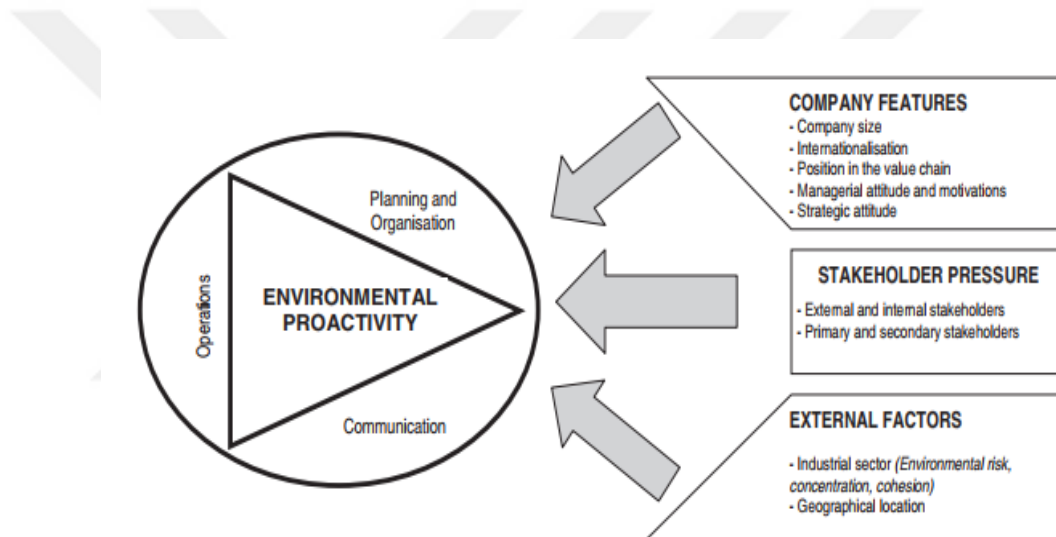 Planning and
Organisation
Operations
ENVIRONMENTAL
PROACTIVITY
Communication
COMPANY FEATURES
- Company size
- Internationalisation
- Position in the value chain
- Managerial attitude and motivations
- Strategic attitude
STAKEHOLDER PRESSURE
- External and internal stakeholders
- Primary and secondary stakeholders
EXTERNAL FACTORS
- Industrial sector (Environmental risk,
concentration, cohesion)
- Geographical location